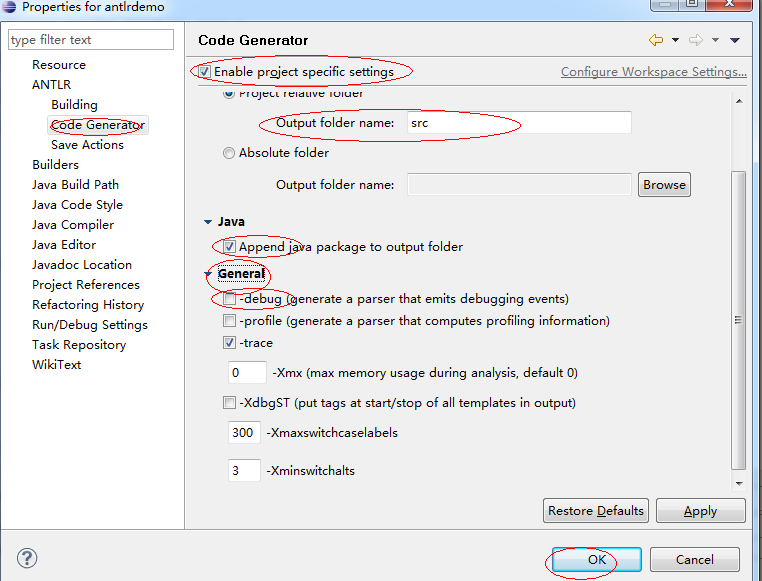 Properties for antlrdemo
type filter text
Resource
ANTLR
Building
Code Generator
Save Actions
Builders
Java Build Path
Java Code Style
Java Compiler
Java Editor
Javadoc Location
Project References
Refactoring History
Run/Debug Settings
Task Repository
WikiText
Code Generator
Enable project specific settings
Configure Workspace Settings...
Project relative folder
Output folder name: src
Absolute folder
Output folder name:
Browse
Java
Append java package to output folder
General
-debug (generate a parser that emits debugging events)
-profile (generate a parser that computes profiling information)
-trace
0 -Xmx (max memory usage during analysis, default 0)
-XdbgST (put tags at start/stop of all templates in output)
300 -Xmaxswitchcaselabels
3 -Xminswitchalts
Restore Defaults Apply
OK Cancel